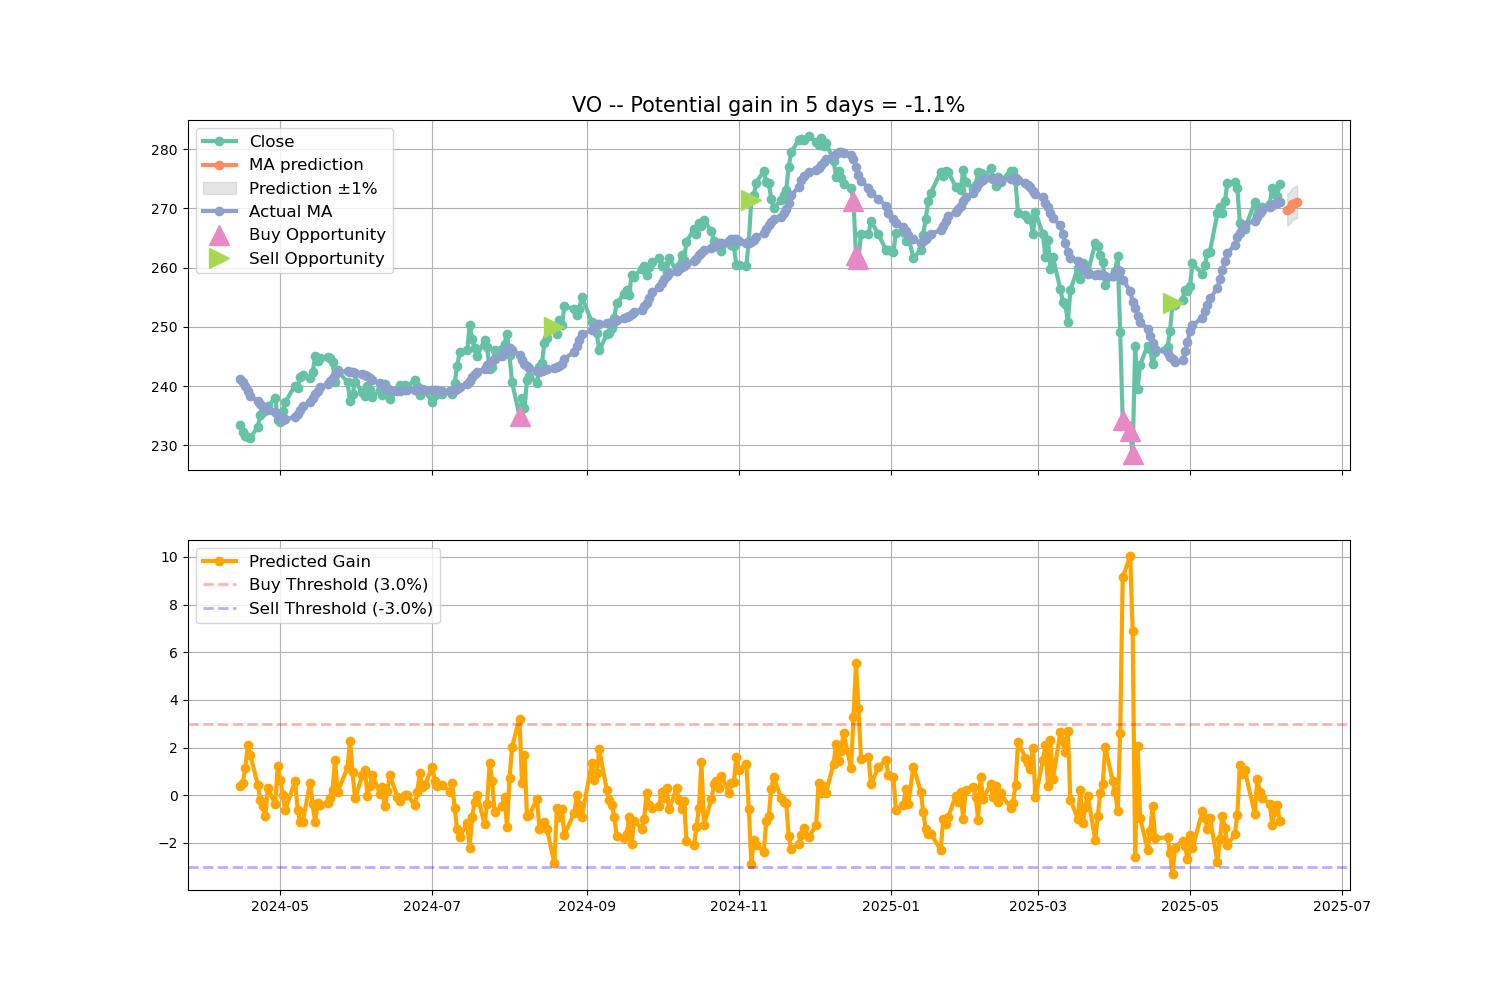 VO -- Potential gain in 5 days = -1.1%
Close
MA prediction
Prediction ±1%
Actual MA
Buy Opportunity
Sell Opportunity
280
270
260
250
240
230
Predicted Gain
Buy Threshold (3.0%)
Sell Threshold (-3.0%)
10
8
6
4
2
0
−2
2024-05
2024-07
2024-09
2024-11
2025-01
2025-03
2025-05
2025-07